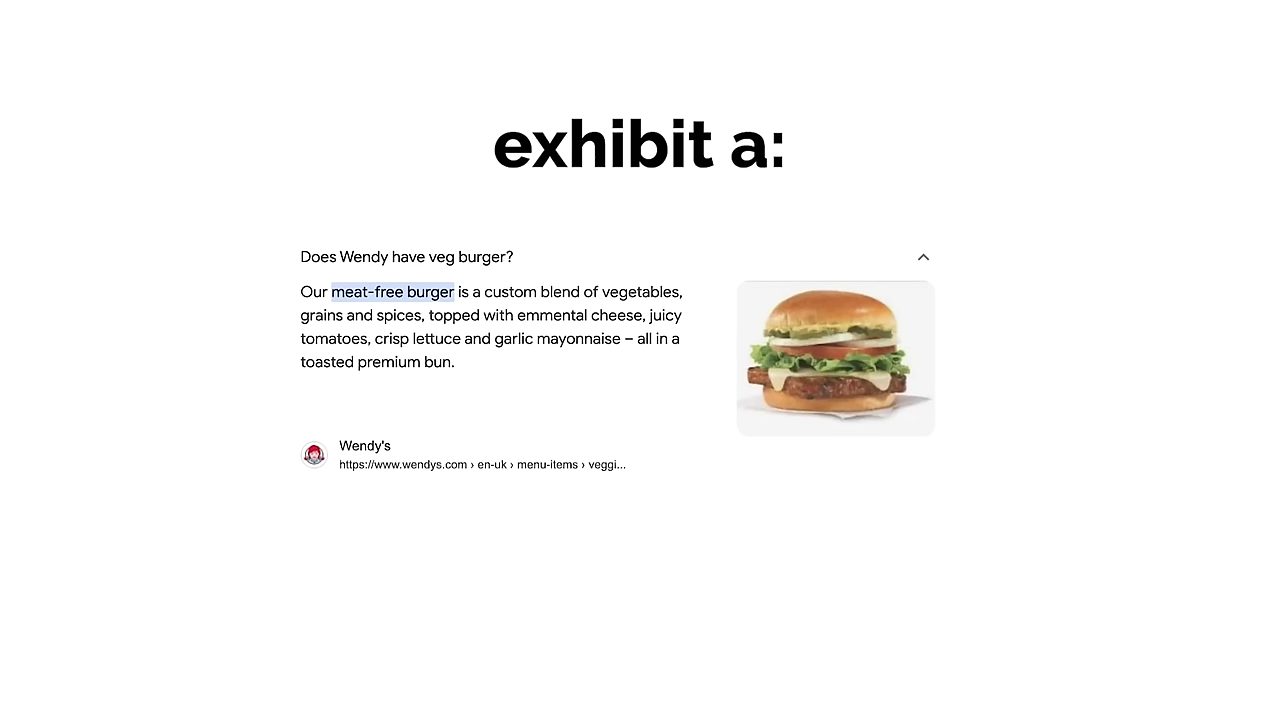 exhibit a:
Does Wendy have veg burger?
Our meat-free burger is a custom blend of vegetables,
grains and spices, topped with emmental cheese, juicy
tomatoes, crisp lettuce and garlic mayonnaise – all in a
toasted premium bun.
Wendy's
https://www.wendys.com › en-uk › menu-items › veggi...